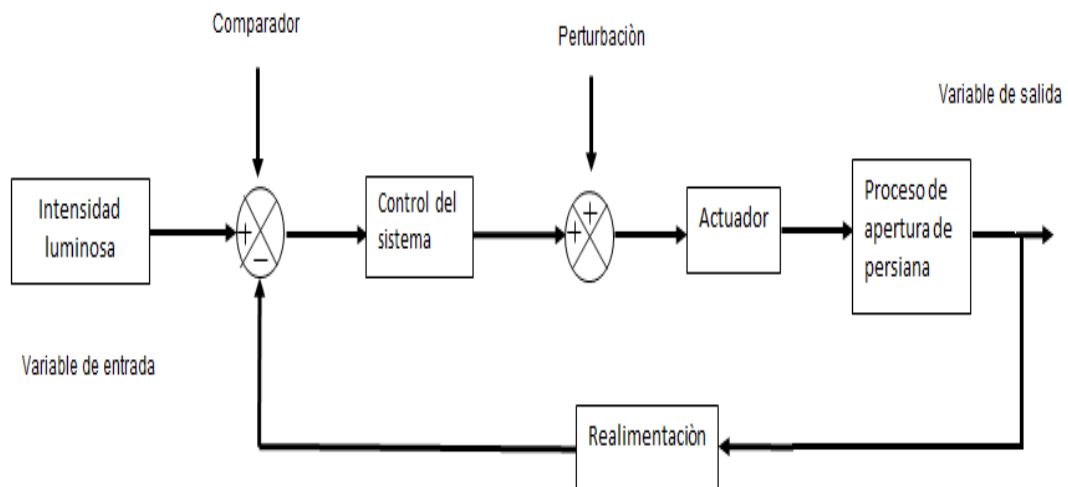 Comparador
Perturbaciòn
Variable de salida
Intensidad
luminosa
+
−
Control del
sistema
+
+
Actuador
Proceso de
apertura de
persiana
Variable de entrada
Realimentaciòn